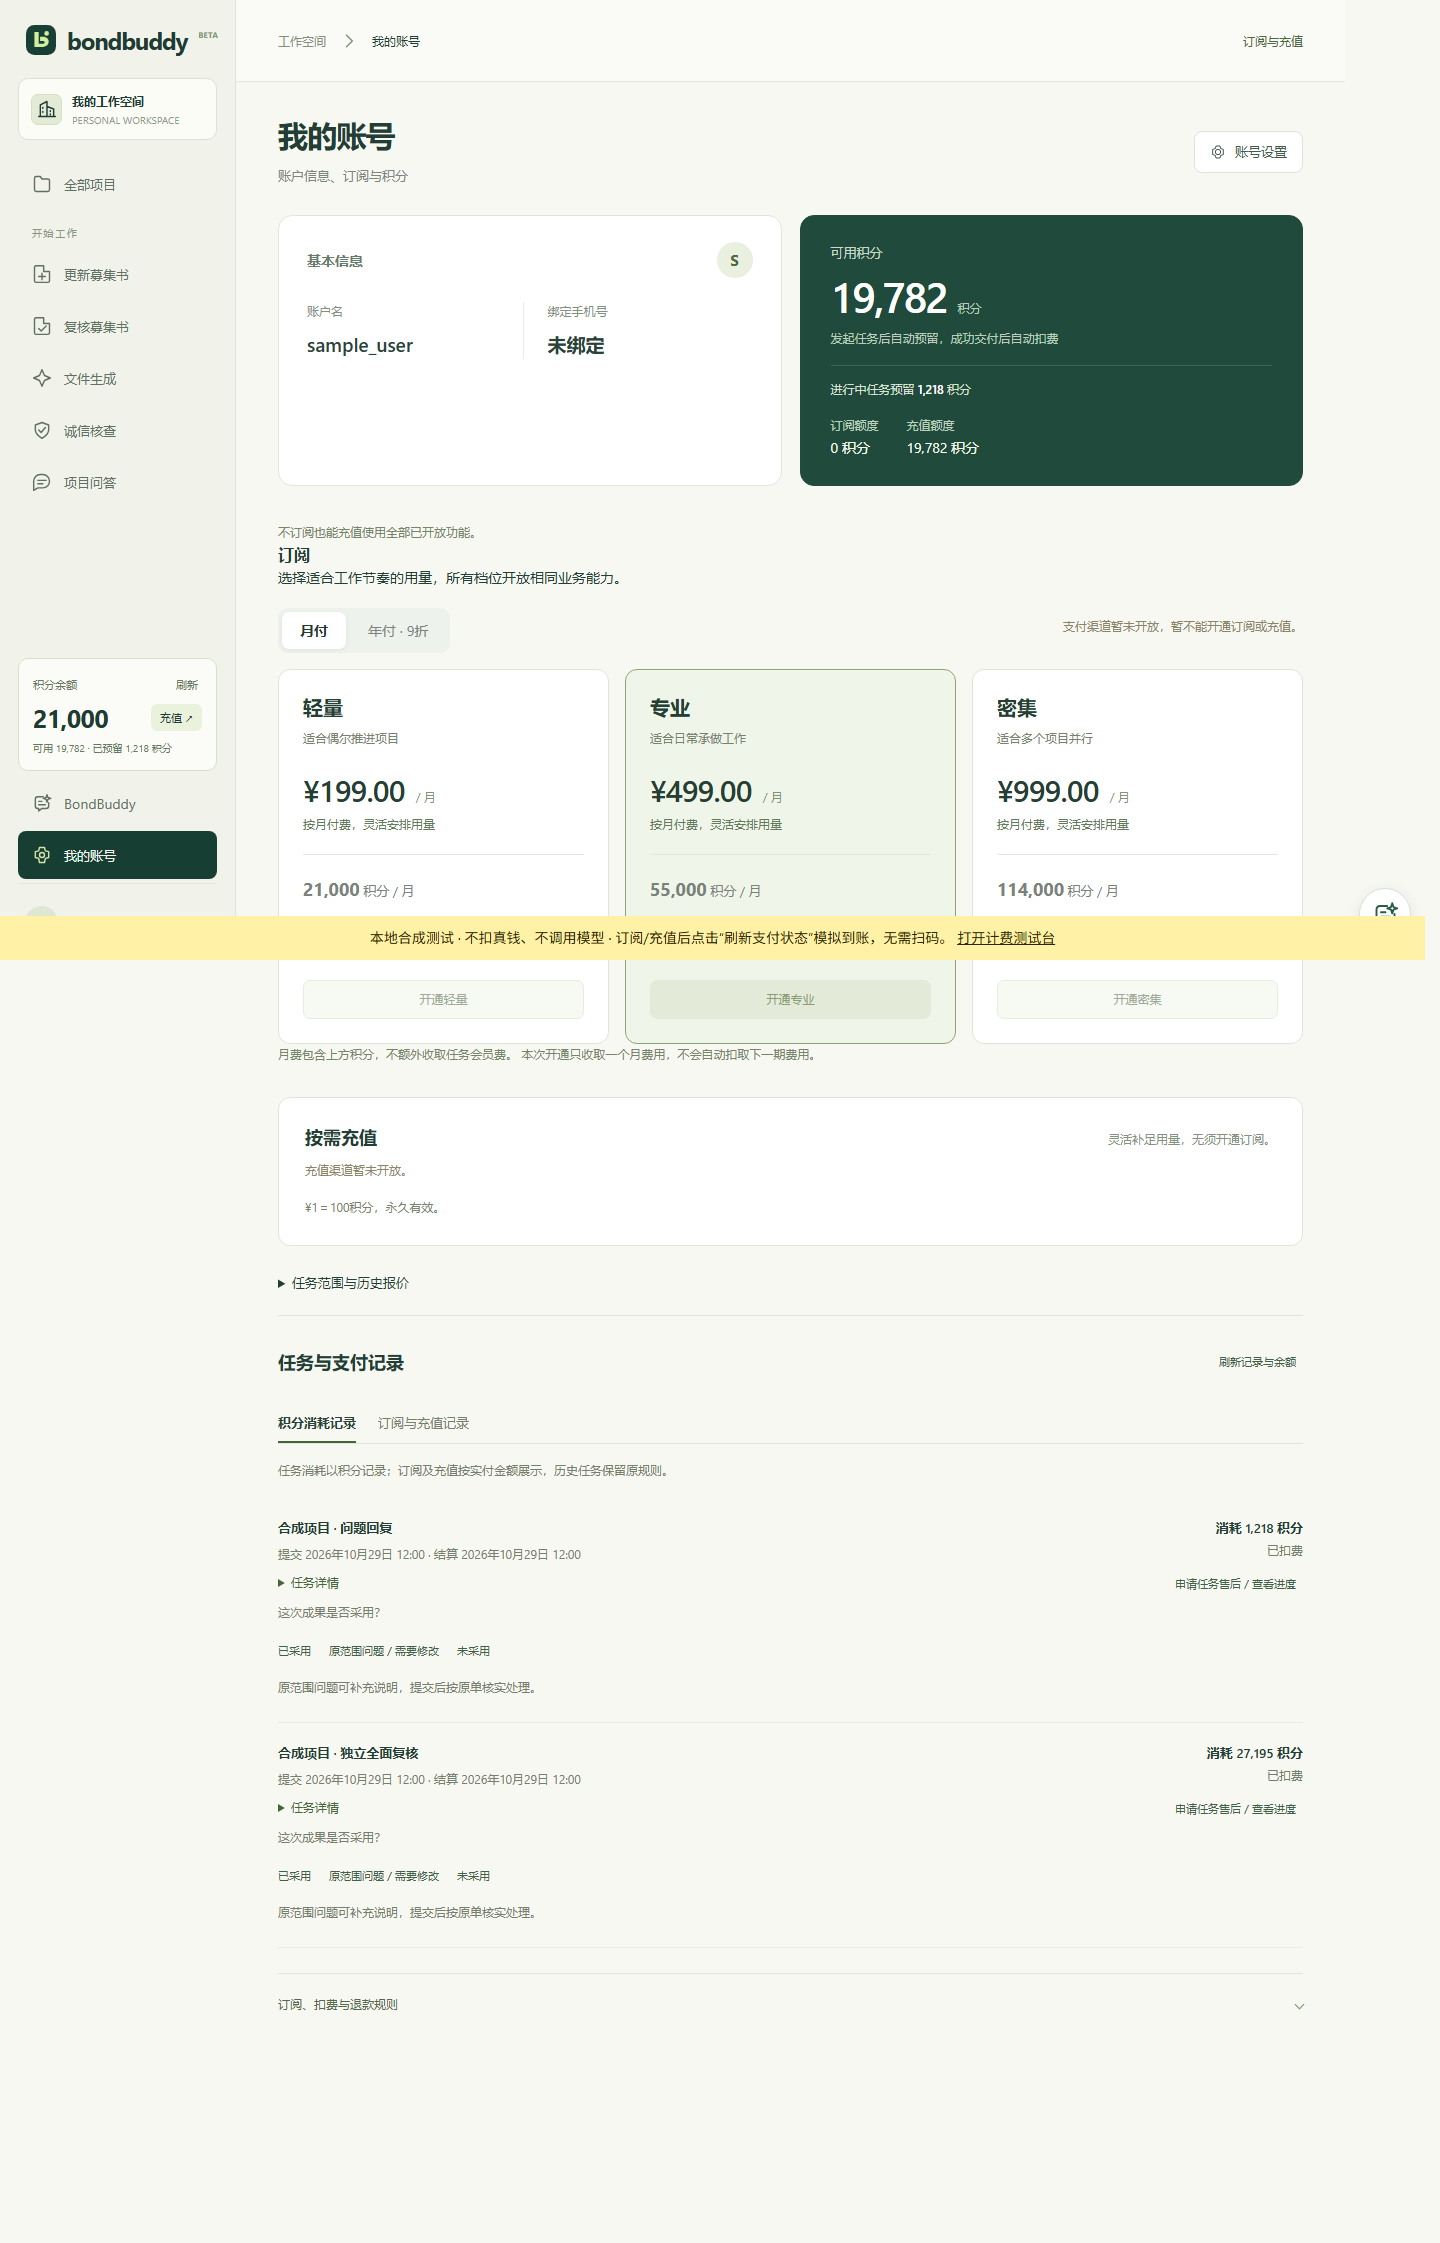 bondbuddy BETA
我的工作空间
PERSONAL WORKSPACE
全部项目
开始工作
更新募集书
复核募集书
文件生成
诚信核查
项目问答
积分余额 刷新
21,000 充值 ↗
可用 19,782 · 已预留 1,218 积分
BondBuddy
我的账号
工作空间 > 我的账号 订阅与充值
我的账号
账户信息、订阅与积分
账号设置
基本信息 S
账户名
sample_user
绑定手机号
未绑定
可用积分
19,782 积分
发起任务后自动预留，成功交付后自动扣费
进行中任务预留 1,218 积分
订阅额度 充值额度
0 积分 19,782 积分
不订阅也能充值使用全部已开放功能。
订阅
选择适合工作节奏的用量，所有档位开放相同业务能力。
月付 年付 · 9折
支付渠道暂未开放，暂不能开通订阅或充值。
轻量
适合偶尔推进项目
¥199.00 / 月
按月付费，灵活安排用量
21,000 积分 / 月
开通轻量
专业
适合日常承做工作
¥499.00 / 月
按月付费，灵活安排用量
55,000 积分 / 月
开通专业
密集
适合多个项目并行
¥999.00 / 月
按月付费，灵活安排用量
114,000 积分 / 月
开通密集
本地合成测试 · 不扣真钱、不调用模型 · 订阅/充值后点击“刷新支付状态”模拟到账，无需扫码。 打开计费测试台
月费包含上方积分，不额外收取任务会员费。 本次开通只收取一个月费用，不会自动扣取下一期费用。
按需充值
灵活补足用量，无须开通订阅。
充值渠道暂未开放。
¥1 = 100积分，永久有效。
任务范围与历史报价
任务与支付记录
刷新记录与余额
积分消耗记录 订阅与充值记录
任务消耗以积分记录；订阅及充值按实付金额展示，历史任务保留原规则。
合成项目 · 问题回复 消耗 1,218 积分
提交 2026年10月29日 12:00 · 结算 2026年10月29日 12:00 已扣费
任务详情 申请任务售后 / 查看进度
这次成果是否采用？
已采用 原范围问题 / 需要修改 未采用
原范围问题可补充说明，提交后按原单核实处理。
合成项目 · 独立全面复核 消耗 27,195 积分
提交 2026年10月29日 12:00 · 结算 2026年10月29日 12:00 已扣费
任务详情 申请任务售后 / 查看进度
这次成果是否采用？
已采用 原范围问题 / 需要修改 未采用
原范围问题可补充说明，提交后按原单核实处理。
订阅、扣费与退款规则